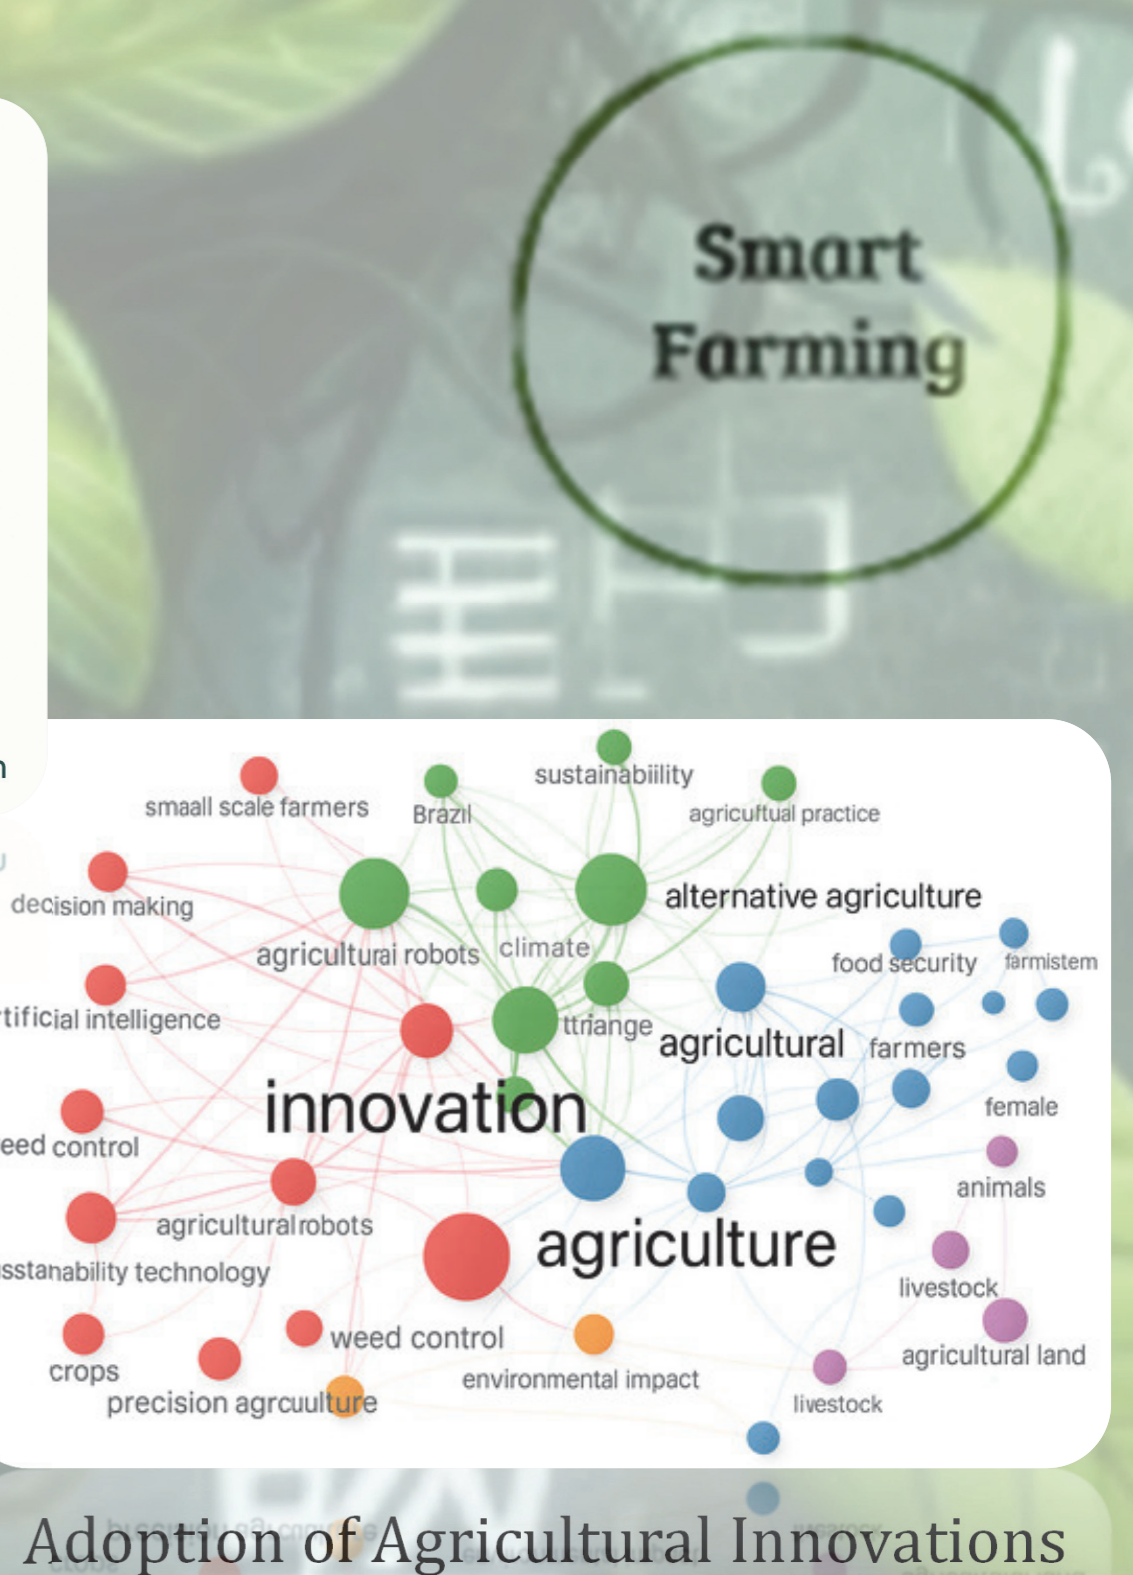 Smart
Farming
n
sustainabiility
smaall scale farmers
Brazil
agricuftual practice
decision making
alternative agriculture
agricultural robots
climate
food security
farmistem
tificial intelligence
ttriange
agricultural
farmers
innovation
female
eed control
animals
agriculturalrobots
agriculture
sstanability technology
livestock
weed control
agricultural land
crops
environmental impact
precision agrcuulture
livestock
Adoption of Agricultural Innovations